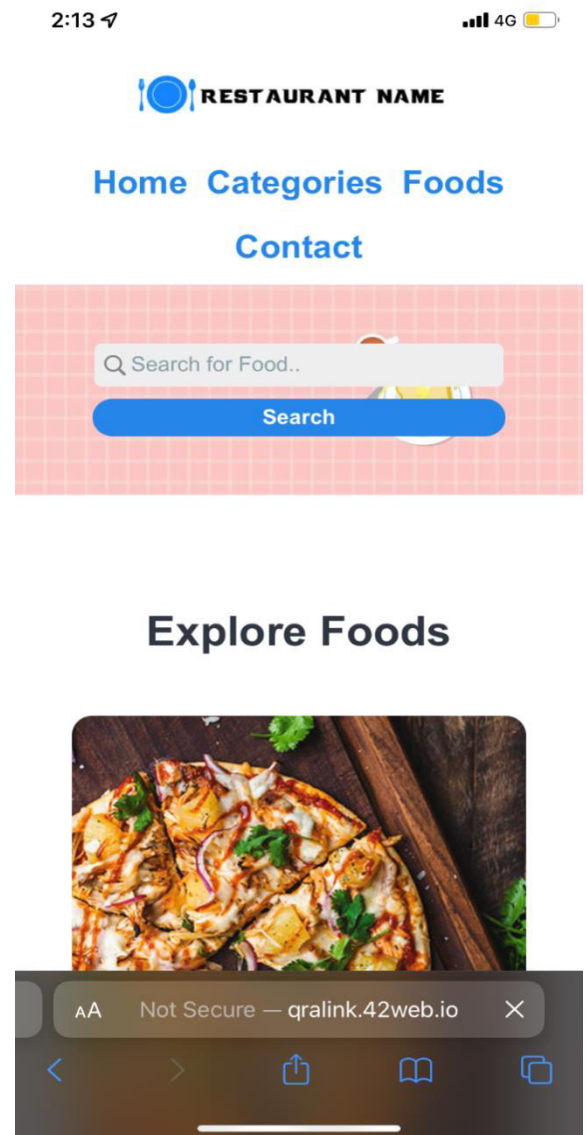 2:13 4G
RESTAURANT NAME
Home Categories Foods
Contact
Search for Food..
Search
Explore Foods
AA Not Secure — qralink.42web.io